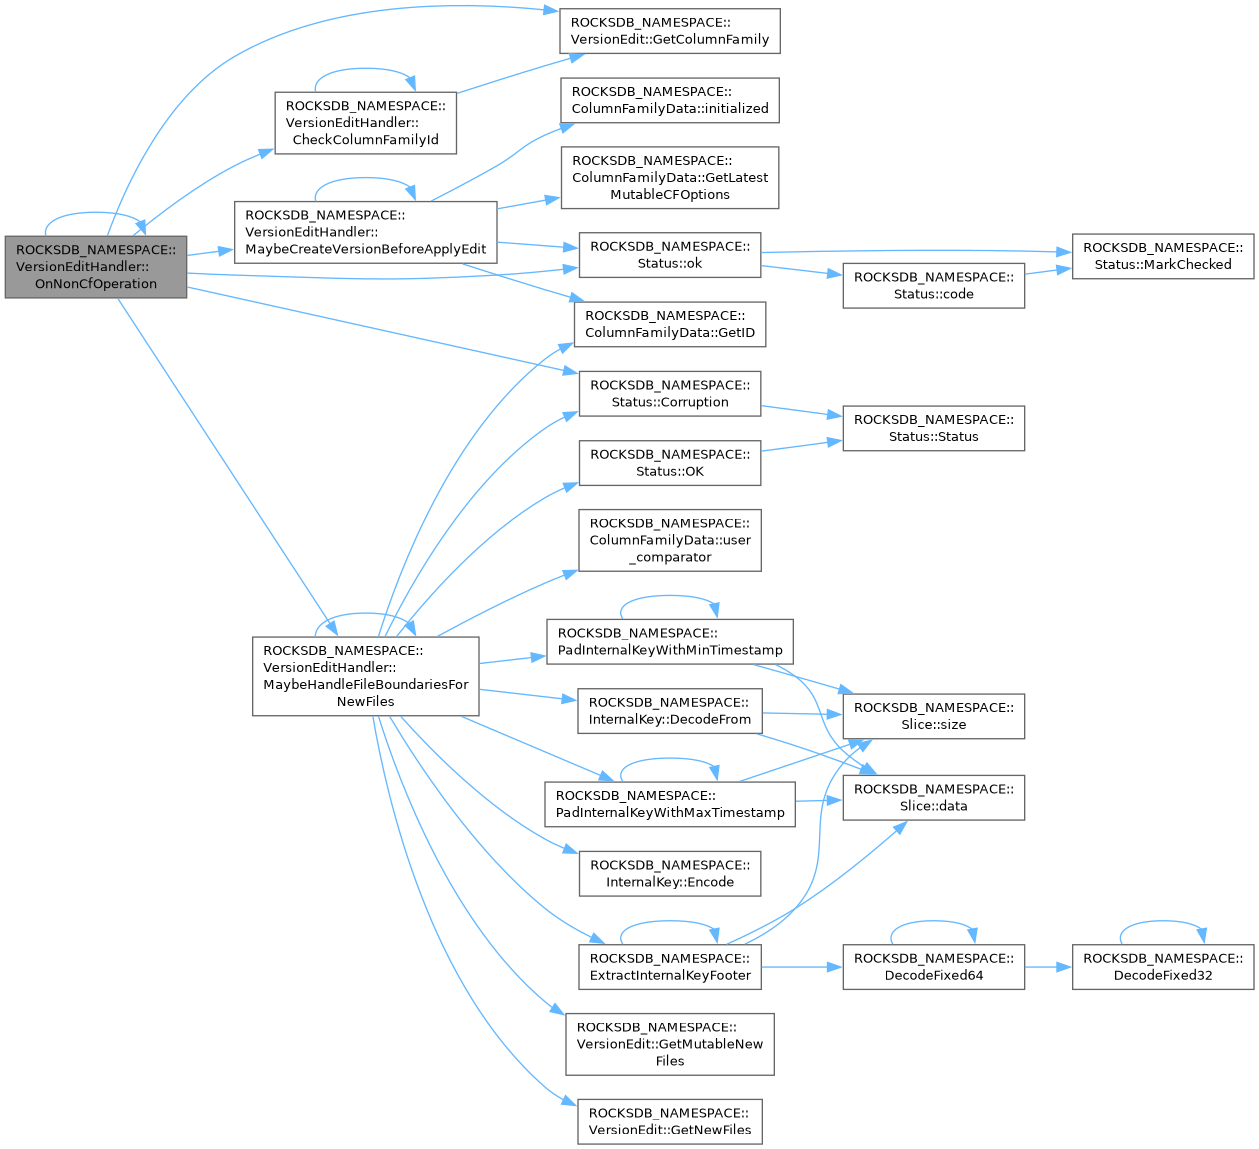 ROCKSDB_NAMESPACE::
VersionEditHandler::
OnNonCfOperation
ROCKSDB_NAMESPACE::
VersionEdit::GetColumnFamily
ROCKSDB_NAMESPACE::
VersionEditHandler::
CheckColumnFamilyId
ROCKSDB_NAMESPACE::
VersionEditHandler::
MaybeCreateVersionBeforeApplyEdit
ROCKSDB_NAMESPACE::
ColumnFamilyData::initialized
ROCKSDB_NAMESPACE::
ColumnFamilyData::GetLatest
MutableCFOptions
ROCKSDB_NAMESPACE::
Status::ok
ROCKSDB_NAMESPACE::
Status::MarkChecked
ROCKSDB_NAMESPACE::
Status::code
ROCKSDB_NAMESPACE::
ColumnFamilyData::GetID
ROCKSDB_NAMESPACE::
Status::Corruption
ROCKSDB_NAMESPACE::
Status::Status
ROCKSDB_NAMESPACE::
Status::OK
ROCKSDB_NAMESPACE::
ColumnFamilyData::user
_comparator
ROCKSDB_NAMESPACE::
VersionEditHandler::
MaybeHandleFileBoundariesFor
NewFiles
ROCKSDB_NAMESPACE::
PadInternalKeyWithMinTimestamp
ROCKSDB_NAMESPACE::
InternalKey::DecodeFrom
ROCKSDB_NAMESPACE::
Slice::size
ROCKSDB_NAMESPACE::
PadInternalKeyWithMaxTimestamp
ROCKSDB_NAMESPACE::
Slice::data
ROCKSDB_NAMESPACE::
InternalKey::Encode
ROCKSDB_NAMESPACE::
ExtractInternalKeyFooter
ROCKSDB_NAMESPACE::
DecodeFixed64
ROCKSDB_NAMESPACE::
DecodeFixed32
ROCKSDB_NAMESPACE::
VersionEdit::GetMutableNew
Files
ROCKSDB_NAMESPACE::
VersionEdit::GetNewFiles